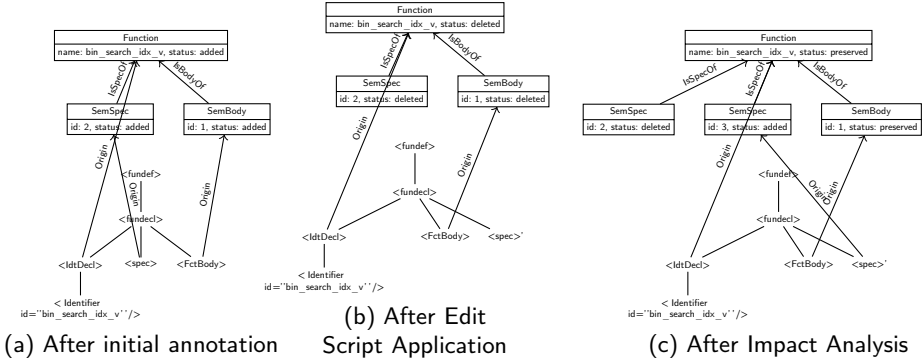 Function
name: bin_search_idx_v, status: added
IsSpecOf
IsBodyOf
SemSpec
id: 2, status: added
SemBody
id: 1, status: added
Origin
Origin
Origin
<fundef>
<fundecl>
<IdtDecl>
<spec>
<FctBody>
< Identifier
id="bin_search_idx_v"/>
(a) After initial annotation
Function
name: bin_search_idx_v, status: deleted
IsSpecOf
IsBodyOf
SemSpec
id: 2, status: deleted
SemBody
id: 1, status: deleted
Origin
Origin
<fundef>
<fundecl>
<IdtDecl>
<FctBody>
<spec>'
< Identifier
id="bin_search_idx_v"/>
(b) After Edit
Script Application
Function
name: bin_search_idx_v, status: preserved
IsSpecOf
IsSpecOf
IsBodyOf
SemSpec
id: 2, status: deleted
SemSpec
id: 3, status: added
SemBody
id: 1, status: preserved
Origin
Origin
Origin
<fundef>
<fundecl>
<IdtDecl>
<FctBody>
<spec>'
< Identifier
id="bin_search_idx_v"/>
(c) After Impact Analysis